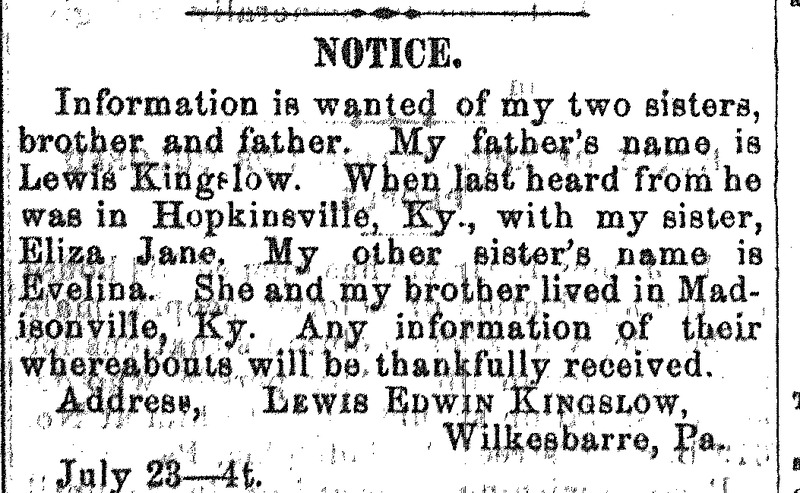 NOTICE.
Information is wanted of my two sisters,
brother and father. My father's name is
Lewis Kingslow. When last heard from he
was in Hopkinsville, Ky., with my sister,
Eliza Jane. My other sister's name is
Evelina. She and my brother lived in Mad-
isonville, Ky. Any information of their
whereabouts will be thankfully received.
Address, LEWIS EDWIN KINGSLOW,
Wilkesbarre, Pa.
July 23—4t.